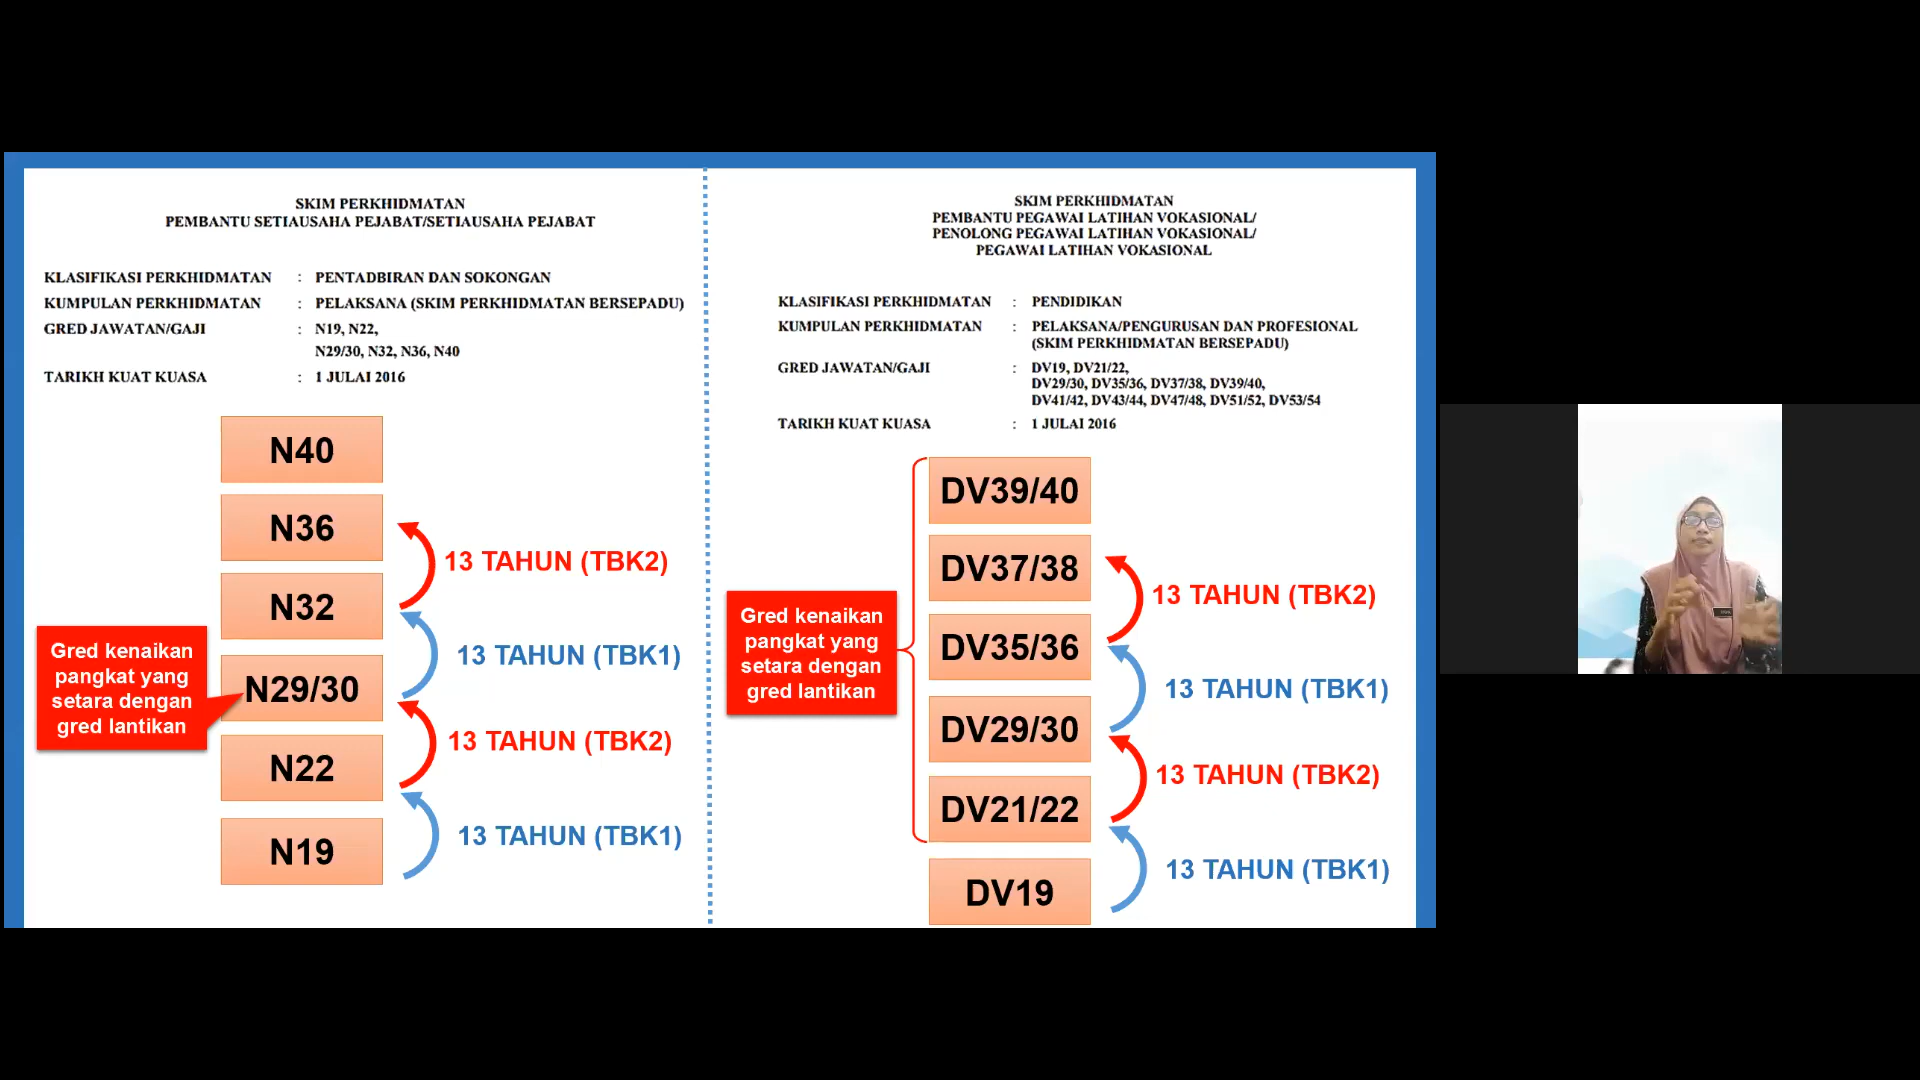 SKIM PERKHIDMATAN
PEMBANTU SETIAUSAHA PEJABAT/SETIAUSAHA PEJABAT
KLASIFIKASI PERKHIDMATAN : PENTADBIRAN DAN SOKONGAN
KUMPULAN PERKHIDMATAN : PELAKSANA (SKIM PERKHIDMATAN BERSEPADU)
GRED JAWATAN/GAJI : N19, N22,
N29/30, N32, N36, N40
TARIKH KUAT KUASA : 1 JULAI 2016
N40
N36
13 TAHUN (TBK2)
N32
13 TAHUN (TBK1)
Gred kenaikan
pangkat yang
setara dengan
gred lantikan
N29/30
13 TAHUN (TBK2)
N22
13 TAHUN (TBK1)
N19
SKIM PERKHIDMATAN
PEMBANTU PEGAWAI LATIHAN VOKASIONAL/
PENOLONG PEGAWAI LATIHAN VOKASIONAL/
PEGAWAI LATIHAN VOKASIONAL
KLASIFIKASI PERKHIDMATAN : PENDIDIKAN
KUMPULAN PERKHIDMATAN : PELAKSANA/PENGURUSAN DAN PROFESIONAL
(SKIM PERKHIDMATAN BERSEPADU)
GRED JAWATAN/GAJI : DV19, DV21/22,
DV29/30, DV35/36, DV37/38, DV39/40,
DV41/42, DV43/44, DV47/48, DV51/52, DV53/54
TARIKH KUAT KUASA : 1 JULAI 2016
DV39/40
DV37/38
13 TAHUN (TBK2)
Gred kenaikan
pangkat yang
setara dengan
gred lantikan
DV35/36
13 TAHUN (TBK1)
DV29/30
13 TAHUN (TBK2)
DV21/22
13 TAHUN (TBK1)
DV19